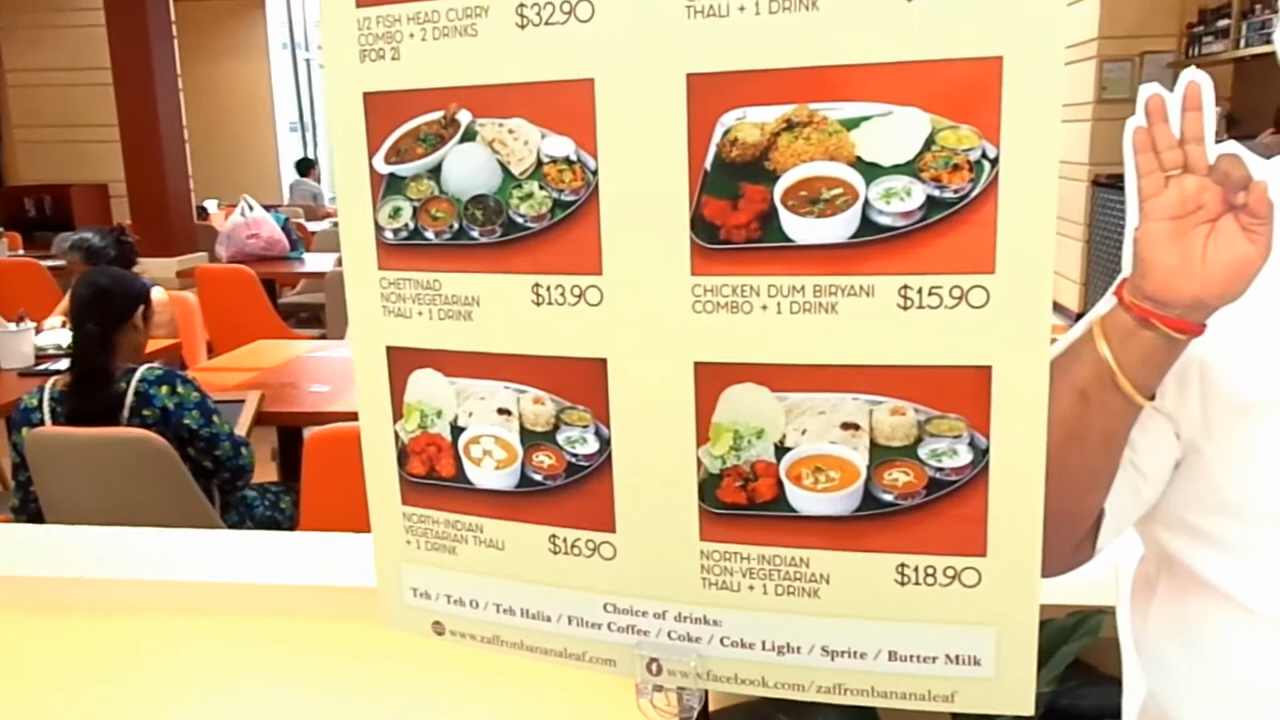 1/2 FISH HEAD CURRY
COMBO + 2 DRINKS
(FOR 2)
$32.90
THALI + 1 DRINK
CHETTINAD
NON-VEGETARIAN
THALI + 1 DRINK
$13.90
CHICKEN DUM BIRYANI
COMBO + 1 DRINK
$15.90
NORTH-INDIAN
VEGETARIAN THALI
+ 1 DRINK
$16.90
NORTH-INDIAN
NON-VEGETARIAN
THALI + 1 DRINK
$18.90
Choice of drinks:
Teh / Teh O / Teh Halia / Filter Coffee / Coke / Coke Light / Sprite / Butter Milk
www.zaffronbananaleaf.com
www.facebook.com/zaffronbananaleaf